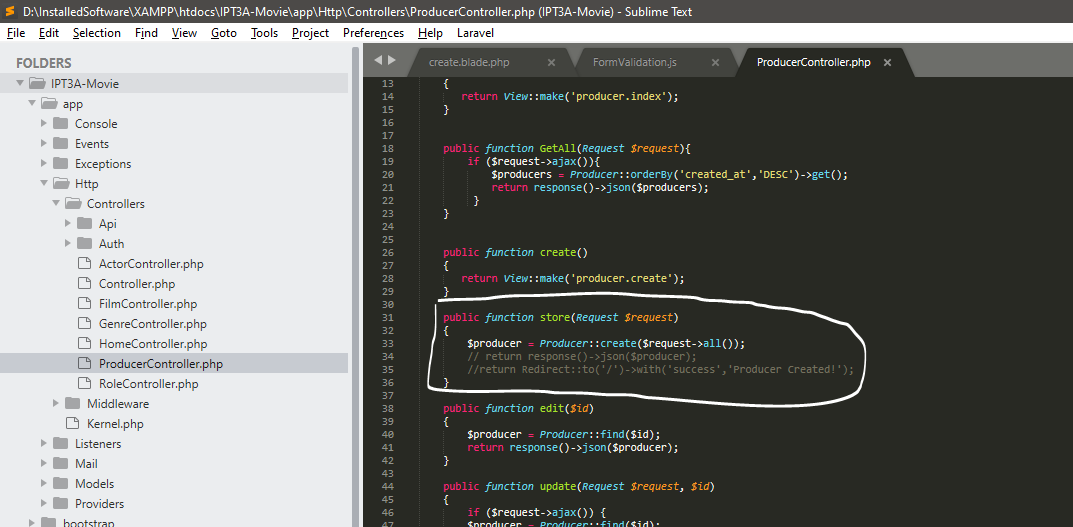 D:\InstalledSoftware\XAMPP\htdocs\IPT3A-Movie\app\Http\Controllers\ProducerController.php (IPT3A-Movie) - Sublime Text
File Edit Selection Find View Goto Tools Project Preferences Help Laravel
FOLDERS
IPT3A-Movie
app
Console
Events
Exceptions
Http
Controllers
Api
Auth
ActorController.php
Controller.php
FilmController.php
GenreController.php
HomeController.php
ProducerController.php
RoleController.php
Middleware
Kernel.php
Listeners
Mail
Models
Providers
bootstrap
create.blade.php FormValidation.js ProducerController.php
13 {
14 return View::make('producer.index');
15 }
16
17
18 public function GetAll(Request $request){
19 if ($request->ajax()){
20 $producers = Producer::orderBy('created_at','DESC')->get();
21 return response()->json($producers);
22 }
23 }
24
25
26 public function create()
27 {
28 return View::make('producer.create');
29 }
30
31 public function store(Request $request)
32 {
33 $producer = Producer::create($request->all());
34 // return response()->json($producer);
35 //return Redirect::to('/')->with('success','Producer Created!');
36 }
37
38 public function edit($id)
39 {
40 $producer = Producer::find($id);
41 return response()->json($producer);
42 }
43
44 public function update(Request $request, $id)
45 {
46 if ($request->ajax()) {
47 $producer = Producer::find($id);